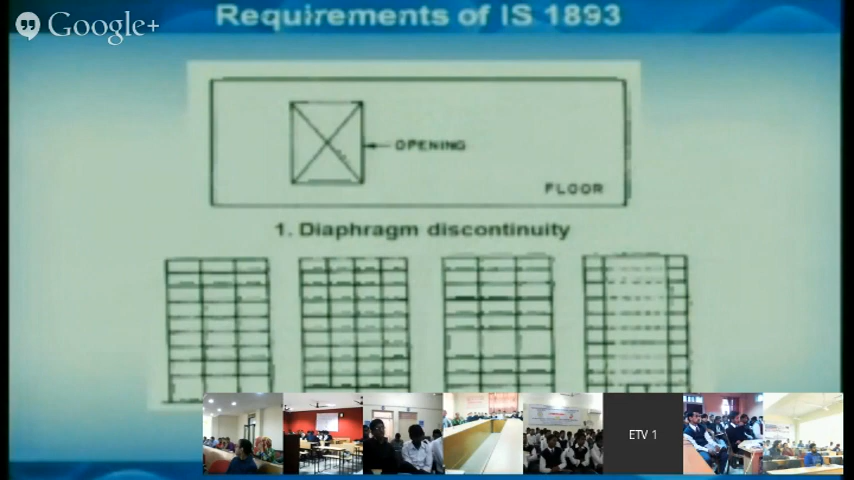 Requirements of IS 1893
Google+
OPENING
FLOOR
1. Diaphragm discontinuity
ETV 1